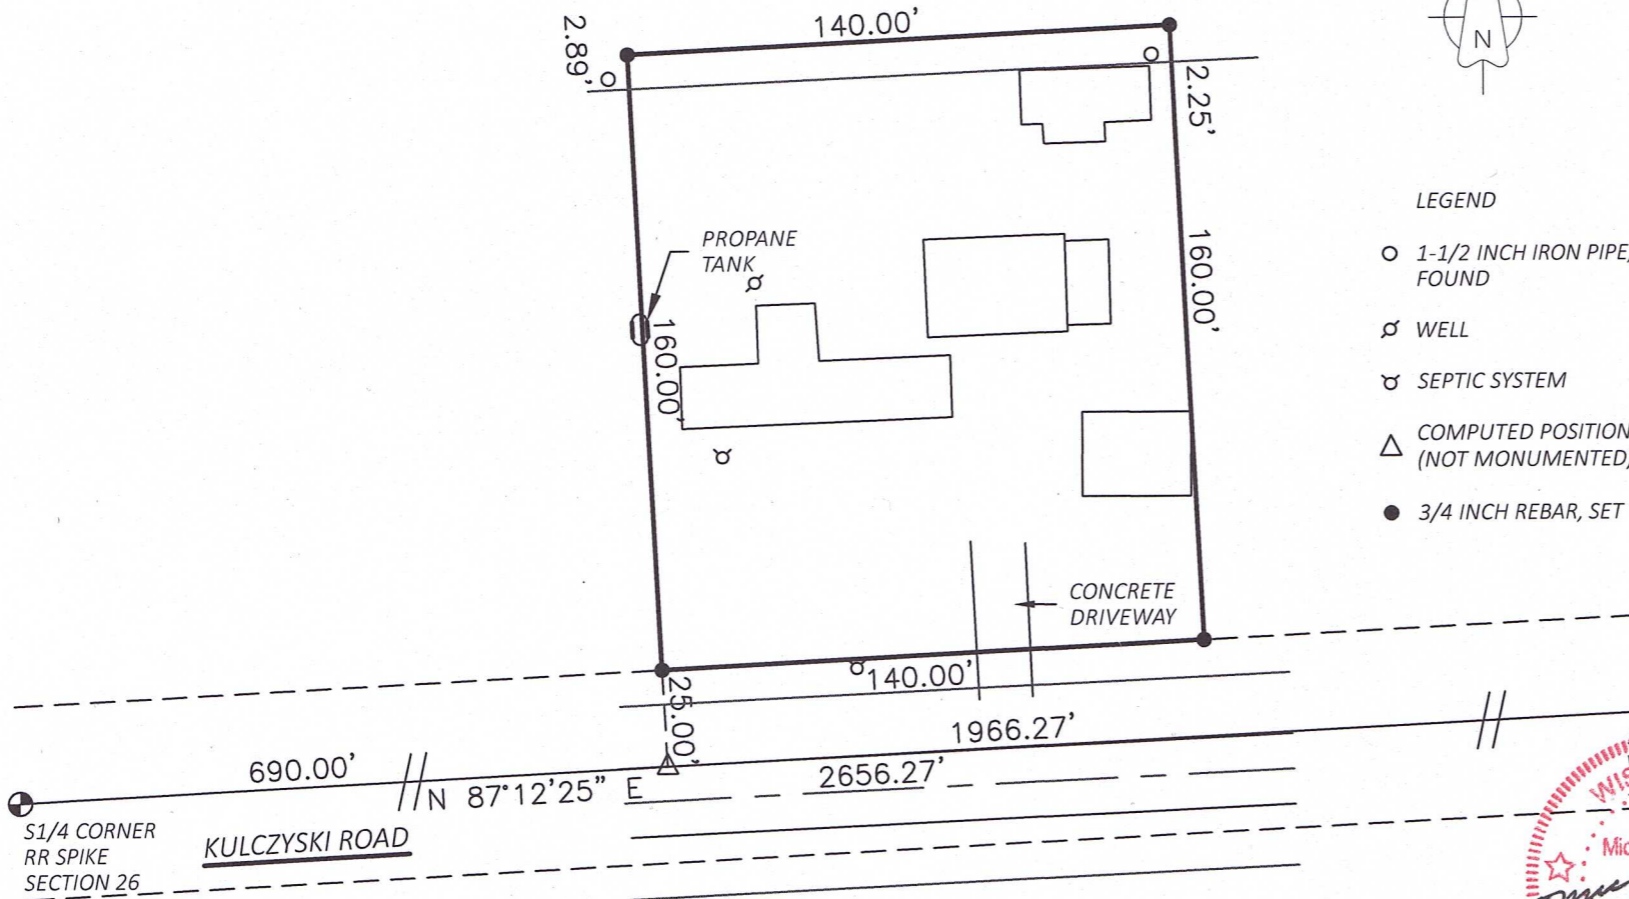 140.00'
2.89'
N
2.25'
LEGEND
1-1/2 INCH IRON PIPE,
FOUND
WELL
SEPTIC SYSTEM
COMPUTED POSITION
(NOT MONUMENTED)
3/4 INCH REBAR, SET
PROPANE
TANK
160.00'
160.00'
CONCRETE
DRIVEWAY
140.00'
25.00'
1966.27'
690.00'
N 87°12'25" E
2656.27'
S1/4 CORNER
RR SPIKE
SECTION 26
KULCZYSKI ROAD
WIS
Mic